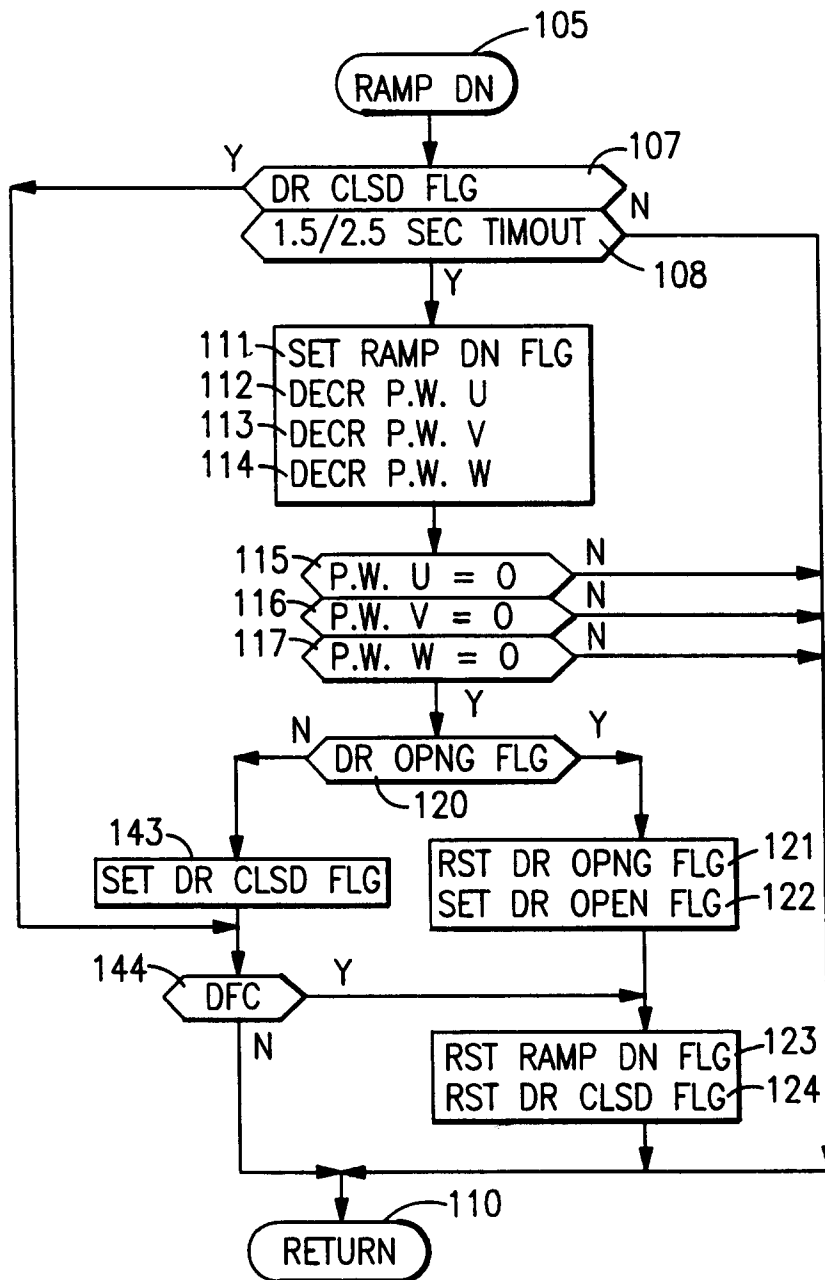 105
RAMP DN
Y
107
DR CLSD FLG
N
1.5/2.5 SEC TIMOUT
108
Y
111 SET RAMP DN FLG
112 DECR P.W. U
113 DECR P.W. V
114 DECR P.W. W
115 P.W. U = 0 N
116 P.W. V = 0 N
117 P.W. W = 0 N
Y
N DR OPNG FLG Y
120
143
SET DR CLSD FLG
RST DR OPNG FLG 121
SET DR OPEN FLG 122
144 DFC Y
N
RST RAMP DN FLG 123
RST DR CLSD FLG 124
110
RETURN